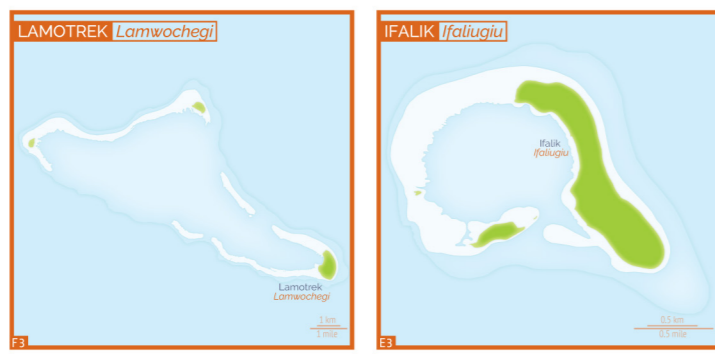 LAMOTREK Lamwochegi
Lamotrek
Lamwochegi
1 km
1 mile
F3
IFALIK Ifaliugiu
Ifalik
Ifaliugiu
0.5 km
0.5 mile
E3